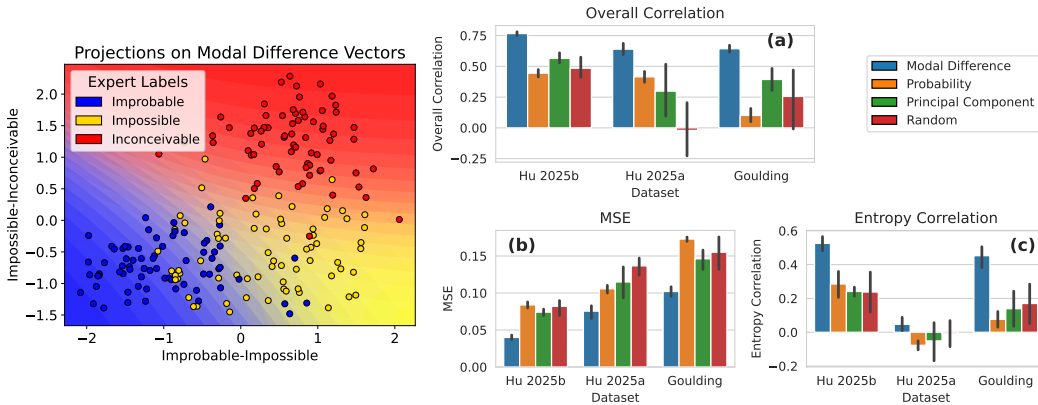 Projections on Modal Difference Vectors
Impossible-Inconceivable
2.0
1.5
1.0
0.5
0.0
−0.5
−1.0
−1.5
Expert Labels
Improbable
Impossible
Inconceivable
−2
−1
0
1
2
Improbable-Impossible
Overall Correlation
(a)
Overall Correlation
0.75
0.50
0.25
0.00
−0.25
Hu 2025b
Hu 2025a
Goulding
Dataset
Modal Difference
Probability
Principal Component
Random
MSE
(b)
MSE
0.15
0.10
0.05
0.00
Hu 2025b
Hu 2025a
Goulding
Dataset
Entropy Correlation
(c)
Entropy Correlation
0.6
0.4
0.2
0.0
−0.2
Hu 2025b
Hu 2025a
Goulding
Dataset